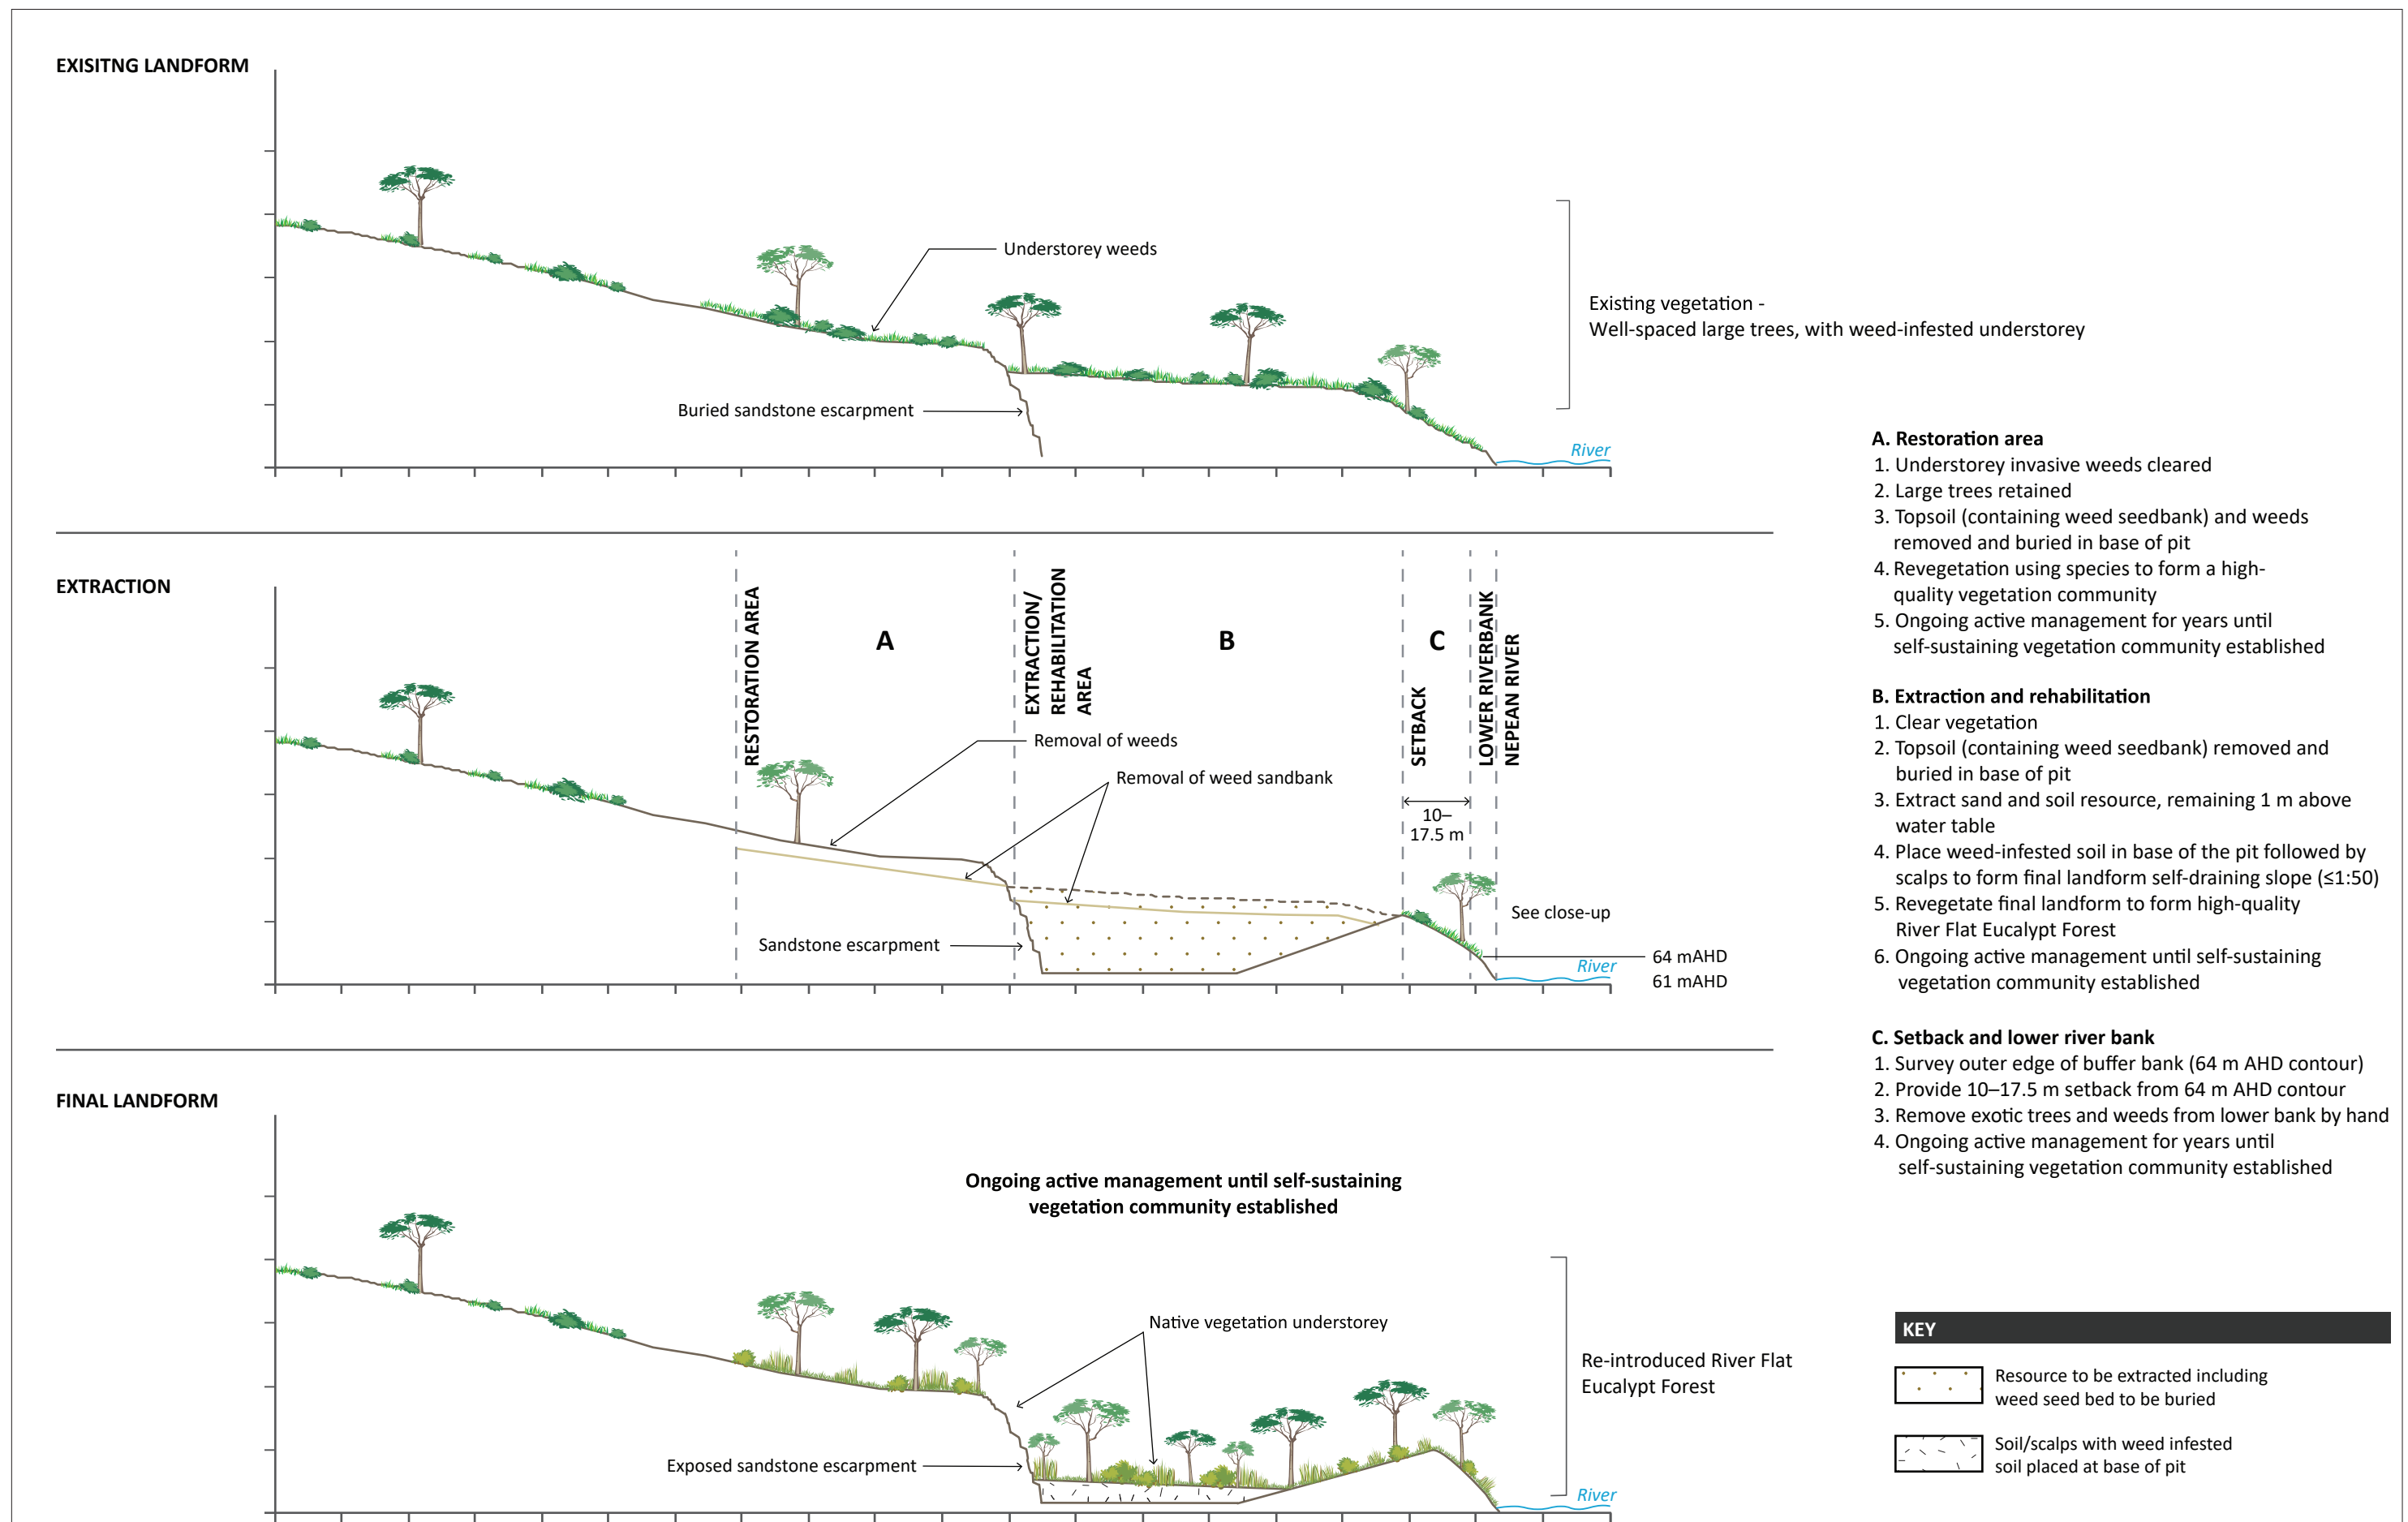 EXISITNG LANDFORM
Understorey weeds
Existing vegetation -
Well-spaced large trees, with weed-infested understorey
Buried sandstone escarpment
River
EXTRACTION
RESTORATION AREA
A
EXTRACTION/
REHABILITATION
AREA
B
SETBACK
C
LOWER RIVERBANK
NEPEAN RIVER
Removal of weeds
Removal of weed sandbank
10–
17.5 m
See close-up
Sandstone escarpment
64 mAHD
River
61 mAHD
FINAL LANDFORM
Ongoing active management until self-sustaining
vegetation community established
Native vegetation understorey
Re-introduced River Flat
Eucalypt Forest
Exposed sandstone escarpment
River
A. Restoration area
1. Understorey invasive weeds cleared
2. Large trees retained
3. Topsoil (containing weed seedbank) and weeds
removed and buried in base of pit
4. Revegetation using species to form a high-
quality vegetation community
5. Ongoing active management for years until
self-sustaining vegetation community established
B. Extraction and rehabilitation
1. Clear vegetation
2. Topsoil (containing weed seedbank) removed and
buried in base of pit
3. Extract sand and soil resource, remaining 1 m above
water table
4. Place weed-infested soil in base of the pit followed by
scalps to form final landform self-draining slope (≤1:50)
5. Revegetate final landform to form high-quality
River Flat Eucalypt Forest
6. Ongoing active management until self-sustaining
vegetation community established
C. Setback and lower river bank
1. Survey outer edge of buffer bank (64 m AHD contour)
2. Provide 10–17.5 m setback from 64 m AHD contour
3. Remove exotic trees and weeds from lower bank by hand
4. Ongoing active management for years until
self-sustaining vegetation community established
KEY
Resource to be extracted including
weed seed bed to be buried
Soil/scalps with weed infested
soil placed at base of pit